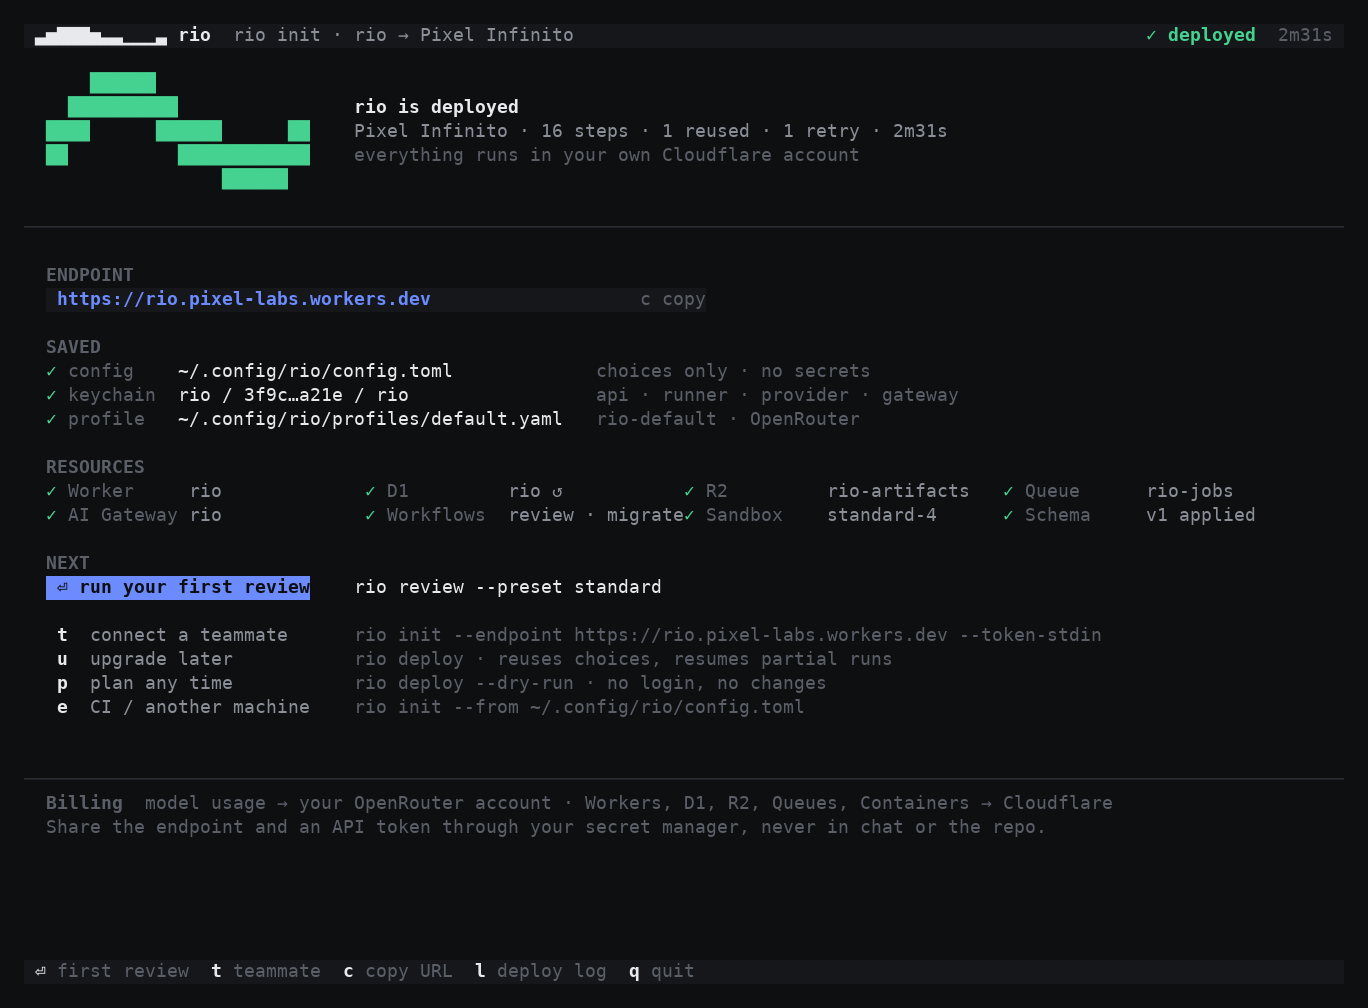 rio  rio init · rio → Pixel Infinito  ✓ deployed  2m31s
rio is deployed
Pixel Infinito · 16 steps · 1 reused · 1 retry · 2m31s
everything runs in your own Cloudflare account
ENDPOINT
https://rio.pixel-labs.workers.dev  c copy
SAVED
✓ config  ~/.config/rio/config.toml  choices only · no secrets
✓ keychain  rio / 3f9c…a21e / rio  api · runner · provider · gateway
✓ profile  ~/.config/rio/profiles/default.yaml  rio-default · OpenRouter
RESOURCES
✓ Worker  rio  ✓ D1  rio ↺  ✓ R2  rio-artifacts  ✓ Queue  rio-jobs
✓ AI Gateway rio  ✓ Workflows  review · migrate✓ Sandbox  standard-4  ✓ Schema  v1 applied
NEXT
⏎ run your first review  rio review --preset standard
t  connect a teammate  rio init --endpoint https://rio.pixel-labs.workers.dev --token-stdin
u  upgrade later  rio deploy · reuses choices, resumes partial runs
p  plan any time  rio deploy --dry-run · no login, no changes
e  CI / another machine  rio init --from ~/.config/rio/config.toml
Billing  model usage → your OpenRouter account · Workers, D1, R2, Queues, Containers → Cloudflare
Share the endpoint and an API token through your secret manager, never in chat or the repo.
⏎ first review  t teammate  c copy URL  l deploy log  q quit